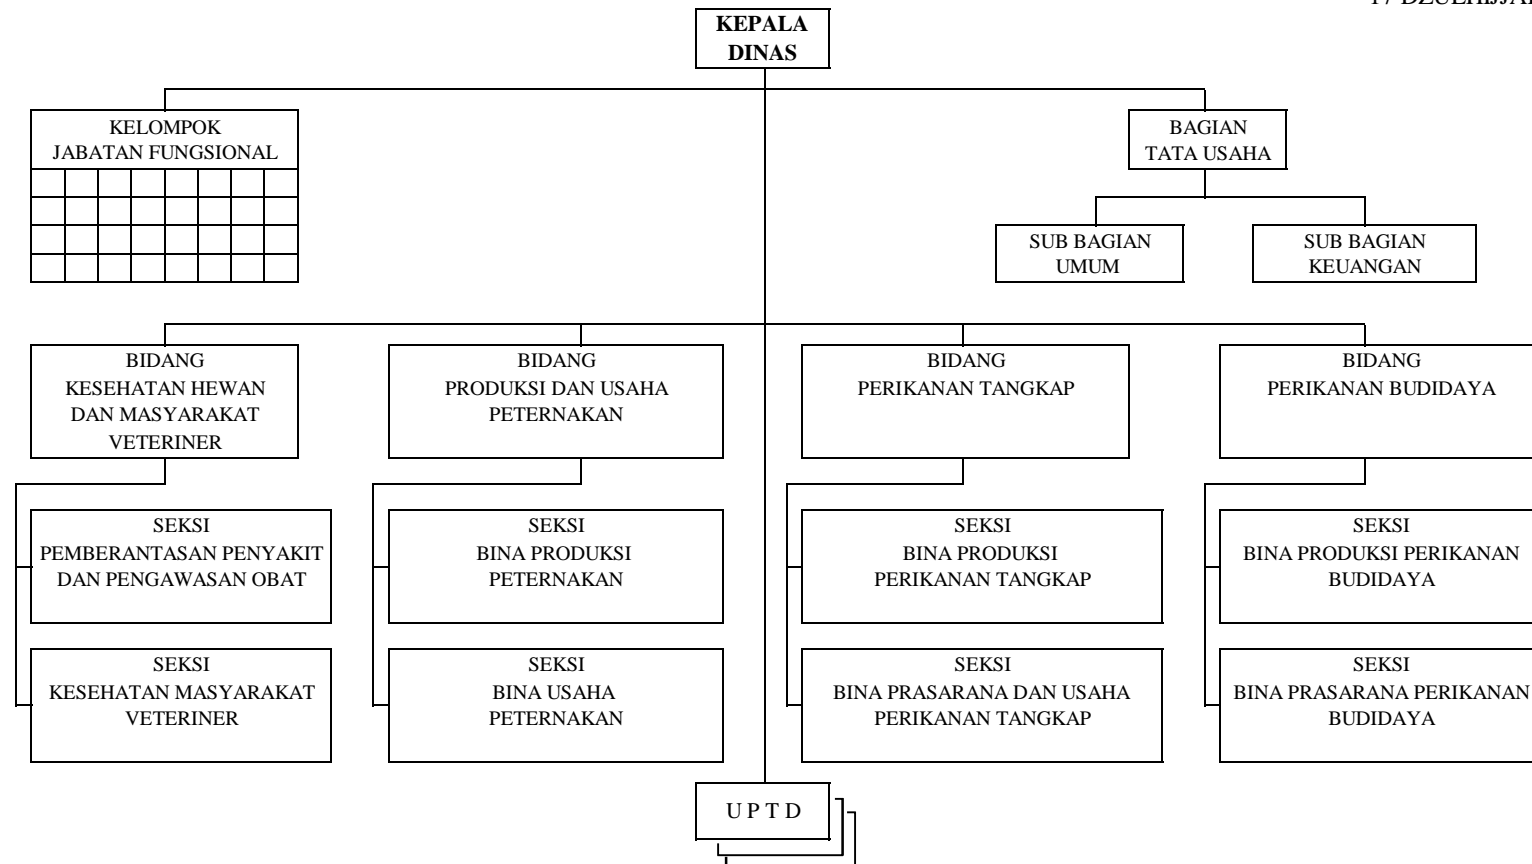 17
KEPALA
DINAS
KELOMPOK
JABATAN FUNGSIONAL
BAGIAN
TATA USAHA
SUB BAGIAN
UMUM
SUB BAGIAN
KEUANGAN
BIDANG
KESEHATAN HEWAN
DAN MASYARAKAT
VETERINER
BIDANG
PRODUKSI DAN USAHA
PETERNAKAN
BIDANG
PERIKANAN TANGKAP
BIDANG
PERIKANAN BUDIDAYA
SEKSI
PEMBERANTASAN PENYAKIT
DAN PENGAWASAN OBAT
SEKSI
BINA PRODUKSI
PETERNAKAN
SEKSI
BINA PRODUKSI
PERIKANAN TANGKAP
SEKSI
BINA PRODUKSI PERIKANAN
BUDIDAYA
SEKSI
KESEHATAN MASYARAKAT
VETERINER
SEKSI
BINA USAHA
PETERNAKAN
SEKSI
BINA PRASARANA DAN USAHA
PERIKANAN TANGKAP
SEKSI
BINA PRASARANA PERIKANAN
BUDIDAYA
U P T D